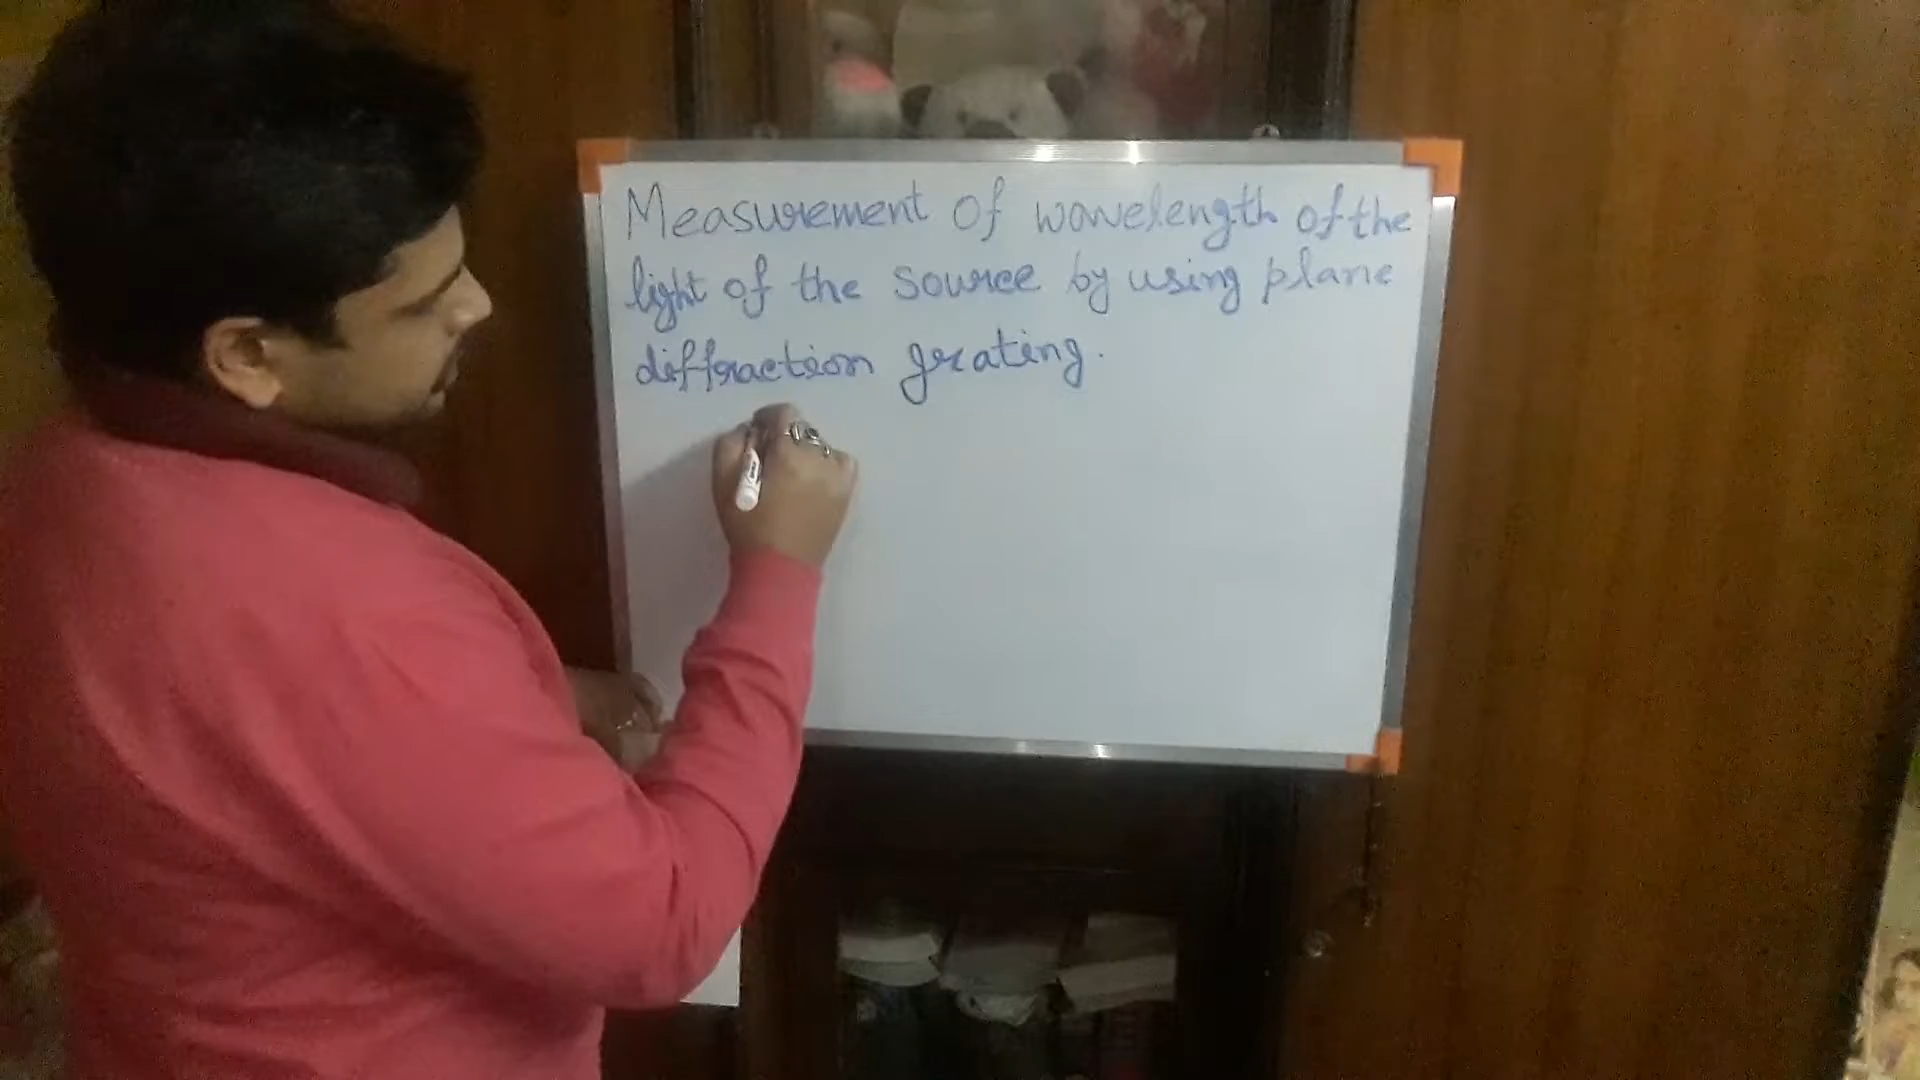 Measurement of wavelength of the
light of the source by using plane
diffraction grating.